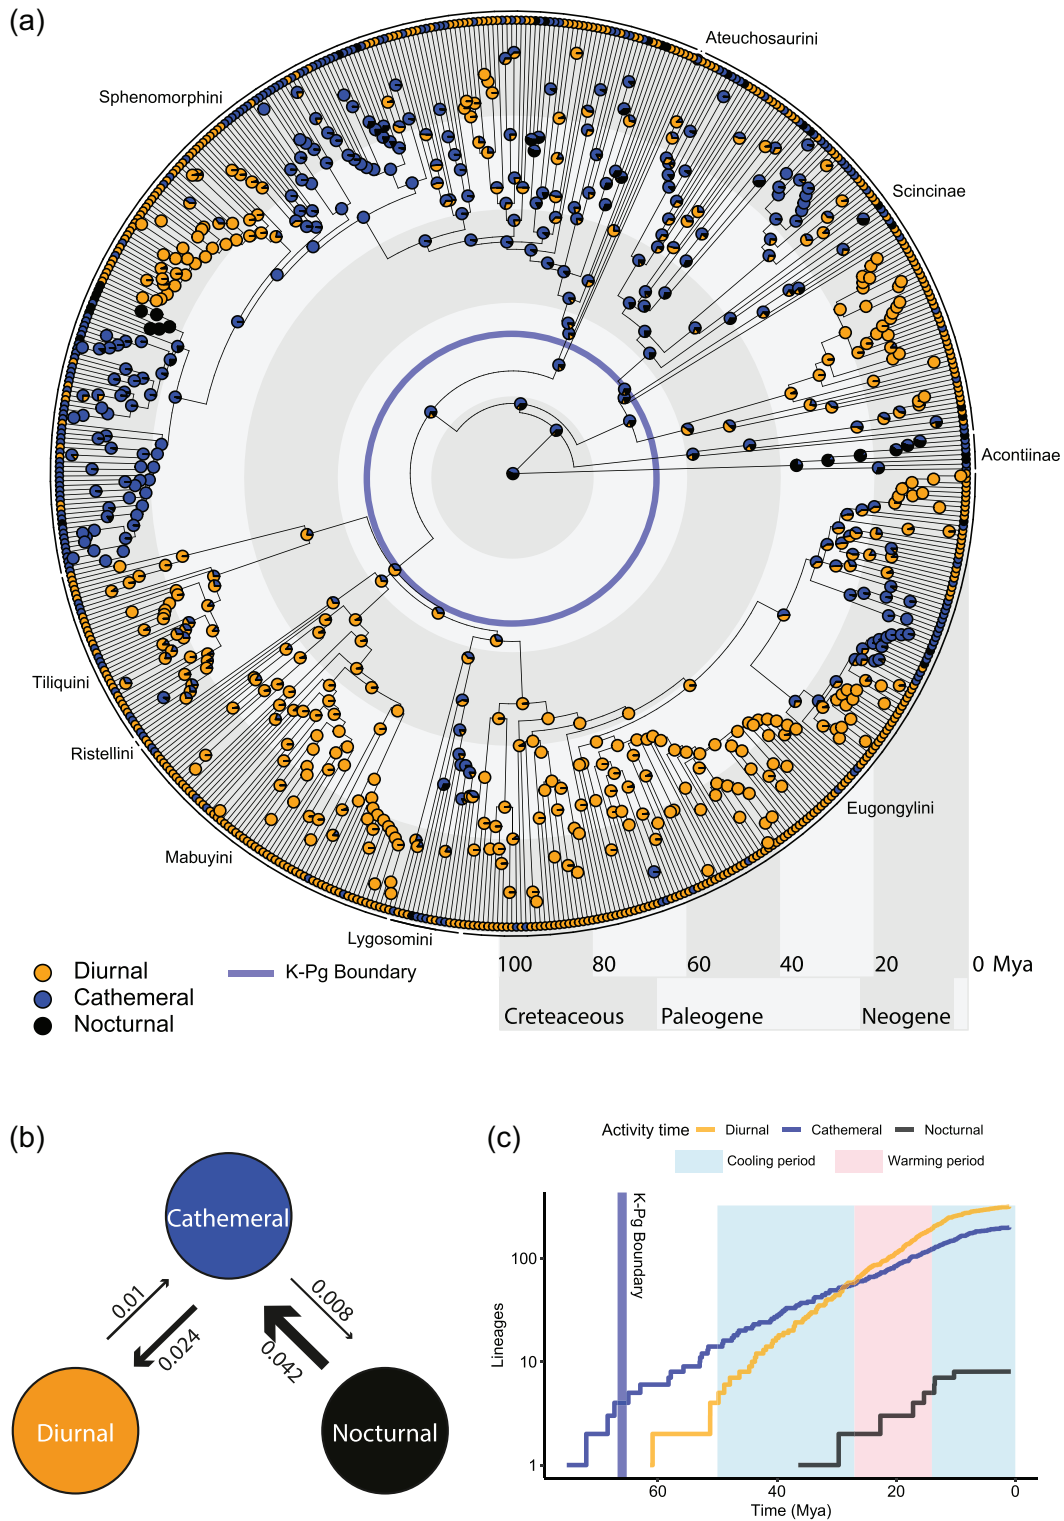 (a)
Ateuchosaurini
Sphenomorphini
Scincinae
Acontiinae
Tiliquini
Ristellini
Mabuyini
Eugongylini
Lygosomini
Diurnal
Cathemeral
Nocturnal
K-Pg Boundary
100 80 60 40 20 0 Mya
Creteaceous Paleogene Neogene
(b)
Cathemeral
0.01
0.024
0.008
0.042
Diurnal
Nocturnal
(c)
Activity time Diurnal Cathemeral Nocturnal
Cooling period Warming period
K-Pg Boundary
Lineages
100
10
1
60 40 20 0
Time (Mya)